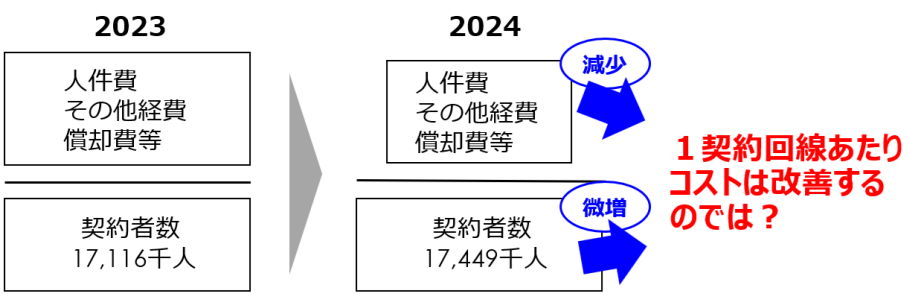 2023
人件費
その他経費
償却費等
契約者数
17,116千人
2024
人件費
その他経費
償却費等
減少
契約者数
17,449千人
微増
１契約回線あたり
コストは改善する
のでは？